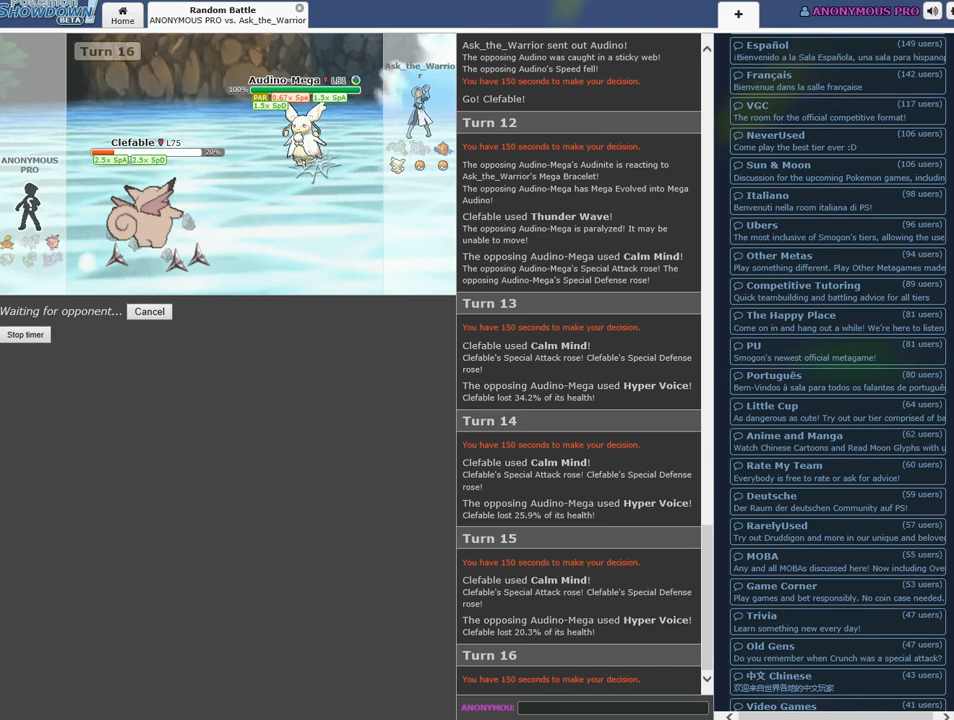 Pokémon
SHOWDOWN
BETA
Home
Random Battle
ANONYMOUS PRO vs. Ask_the_Warrior
+
ANONYMOUS PRO
Turn 16
Audino-Mega L81
100%
PAR 0.67x Spe 1.5x SpA
1.5x SpD
Ask_the_Warrio
r
Clefable L75
20%
2.5x SpA 2.5x SpD
ANONYMOUS
PRO
Waiting for opponent... Cancel
Stop timer
Ask_the_Warrior sent out Audino!
The opposing Audino was caught in a sticky web!
The opposing Audino's Speed fell!
You have 150 seconds to make your decision.
Go! Clefable!
Turn 12
You have 150 seconds to make your decision.
The opposing Audino-Mega's Audinite is reacting to
Ask_the_Warrior's Mega Bracelet!
The opposing Audino-Mega has Mega Evolved into Mega
Audino!
Clefable used Thunder Wave!
The opposing Audino-Mega is paralyzed! It may be
unable to move!
The opposing Audino-Mega used Calm Mind!
The opposing Audino-Mega's Special Attack rose! The
opposing Audino-Mega's Special Defense rose!
Turn 13
You have 150 seconds to make your decision.
Clefable used Calm Mind!
Clefable's Special Attack rose! Clefable's Special Defense
rose!
The opposing Audino-Mega used Hyper Voice!
Clefable lost 34.2% of its health!
Turn 14
You have 150 seconds to make your decision.
Clefable used Calm Mind!
Clefable's Special Attack rose! Clefable's Special Defense
rose!
The opposing Audino-Mega used Hyper Voice!
Clefable lost 25.9% of its health!
Turn 15
You have 150 seconds to make your decision.
Clefable used Calm Mind!
Clefable's Special Attack rose! Clefable's Special Defense
rose!
The opposing Audino-Mega used Hyper Voice!
Clefable lost 20.3% of its health!
Turn 16
You have 150 seconds to make your decision.
ANONYMOU:
Español (149 users)
¡Bienvenido a la Sala Española, una sala para hispano
Français (142 users)
Bienvenue dans la salle française
VGC (117 users)
The room for the official competitive format!
NeverUsed (106 users)
Come play the best tier ever :D
Sun & Moon (106 users)
Discussion for the upcoming Pokemon games, includin
Italiano (98 users)
Benvenuti nella room italiana di PS!
Ubers (96 users)
The most inclusive of Smogon's tiers, allowing the use
Other Metas (94 users)
Play something different. Play Other Metagames made
Competitive Tutoring (89 users)
Quick teambuilding and battling advice for all tiers
The Happy Place (81 users)
Come on in and hang out a while! We're here to listen
PU (81 users)
Smogon's newest official metagame!
Português (80 users)
Bem-Vindos à sala para todos os falantes de portuguê
Little Cup (64 users)
As dangerous as cute! Try out our tier comprised of ba
Anime and Manga (62 users)
Watch Chinese Cartoons and Read Moon Glyphs with u
Rate My Team (60 users)
Everybody is free to rate or ask for advice!
Deutsche (59 users)
Der Raum der deutschen Community auf PS!
RarelyUsed (57 users)
Try out Druddigon and more in our unique and belove
MOBA (55 users)
Any and all MOBAs discussed here! Now including Ove
Game Corner (53 users)
Play games and bet responsibly. No coin case needed.
Trivia (47 users)
Learn something new every day!
Old Gens (47 users)
Do you remember when Crunch was a special attack?
中文 Chinese (43 users)
欢迎来自世界各地的中文玩家
Video Games (41 users)